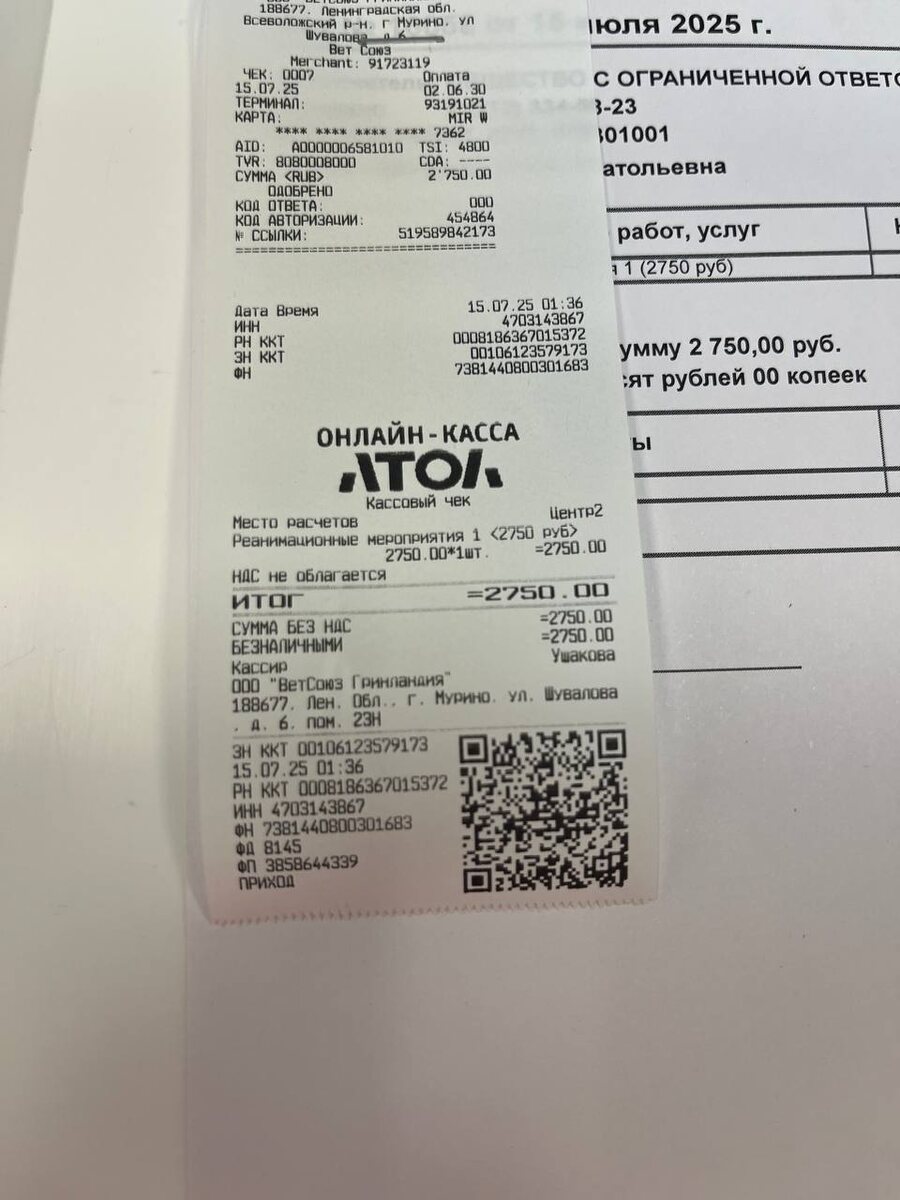 188677, Ленинградская обл.
Всеволожский р-н. г Мурино. ул
Шувалова д 6
Вет Союз
Merchant: 91723119
ЧЕК: 0007 Оплата
15.07.25 02.06.30
ТЕРМИНАЛ: 93191021
КАРТА: MIR W
**** **** **** **** 7362
AID: A0000006581010 TSI: 4800
TVR: 8080008000 CDA: ----
СУММА <RUB> 2'750.00
ОДОБРЕНО
КОД ОТВЕТА: 000
КОД АВТОРИЗАЦИИ: 454864
№ ССЫЛКИ: 519589842173
================================
Дата Время 15.07.25 01:36
ИНН 4703143867
РН ККТ 0008186367015372
ЗН ККТ 00106123579173
ФН 7381440800301683
ОНЛАЙН-КАССА
АТОЛ
Кассовый чек
Место расчетов Центр2
Реанимационные мероприятия 1 <2750 руб>
2750.00*1шт. =2750.00
НДС не облагается
ИТОГ =2750.00
СУММА БЕЗ НДС =2750.00
БЕЗНАЛИЧНЫМИ =2750.00
Кассир Ушакова
ООО "ВетСоюз Гринландия"
188677. Лен. Обл., г. Мурино. ул. Шувалова
. д. 6. пом. 23Н
ЗН ККТ 00106123579173
15.07.25 01:36
РН ККТ 0008186367015372
ИНН 4703143867
ФН 7381440800301683
ФД 8145
ФП 3858644339
ПРИХОД
июля 2025 г.
С ОГРАНИЧЕННОЙ ОТВЕТС
3-23
301001
атольевна
работ, услуг
я 1 (2750 руб)
умму 2 750,00 руб.
сят рублей 00 копеек
ты